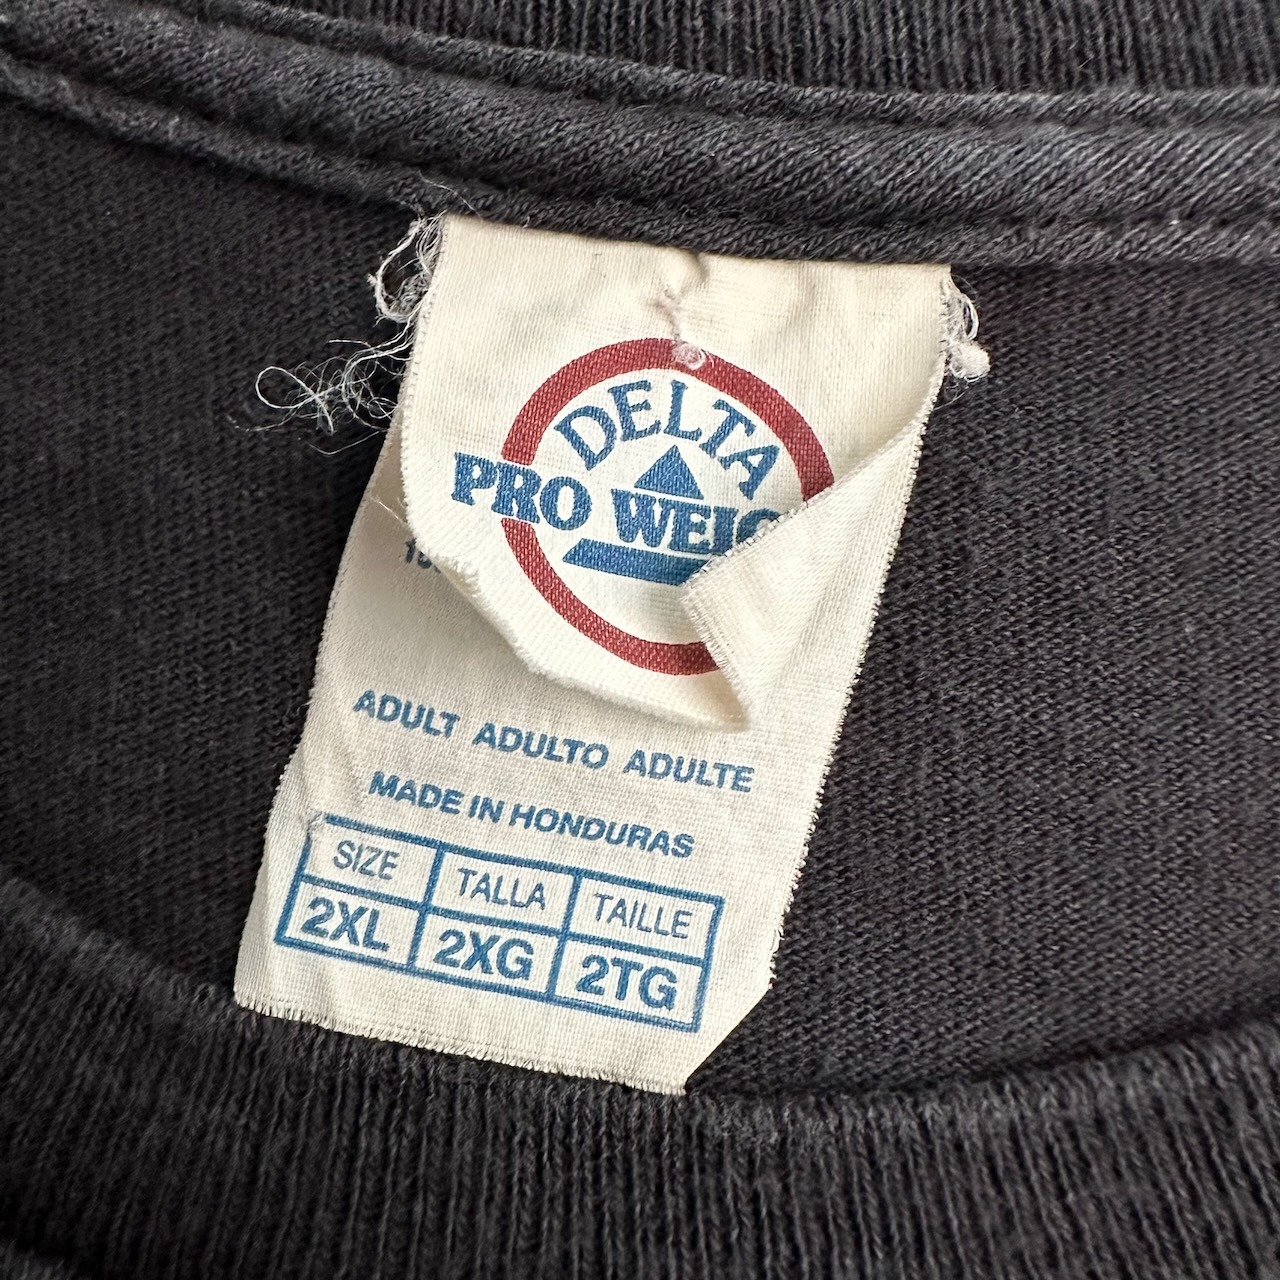 DELTA
PRO WEIG
ADULT ADULTO ADULTE
MADE IN HONDURAS
SIZE TALLA TAILLE
2XL 2XG 2TG